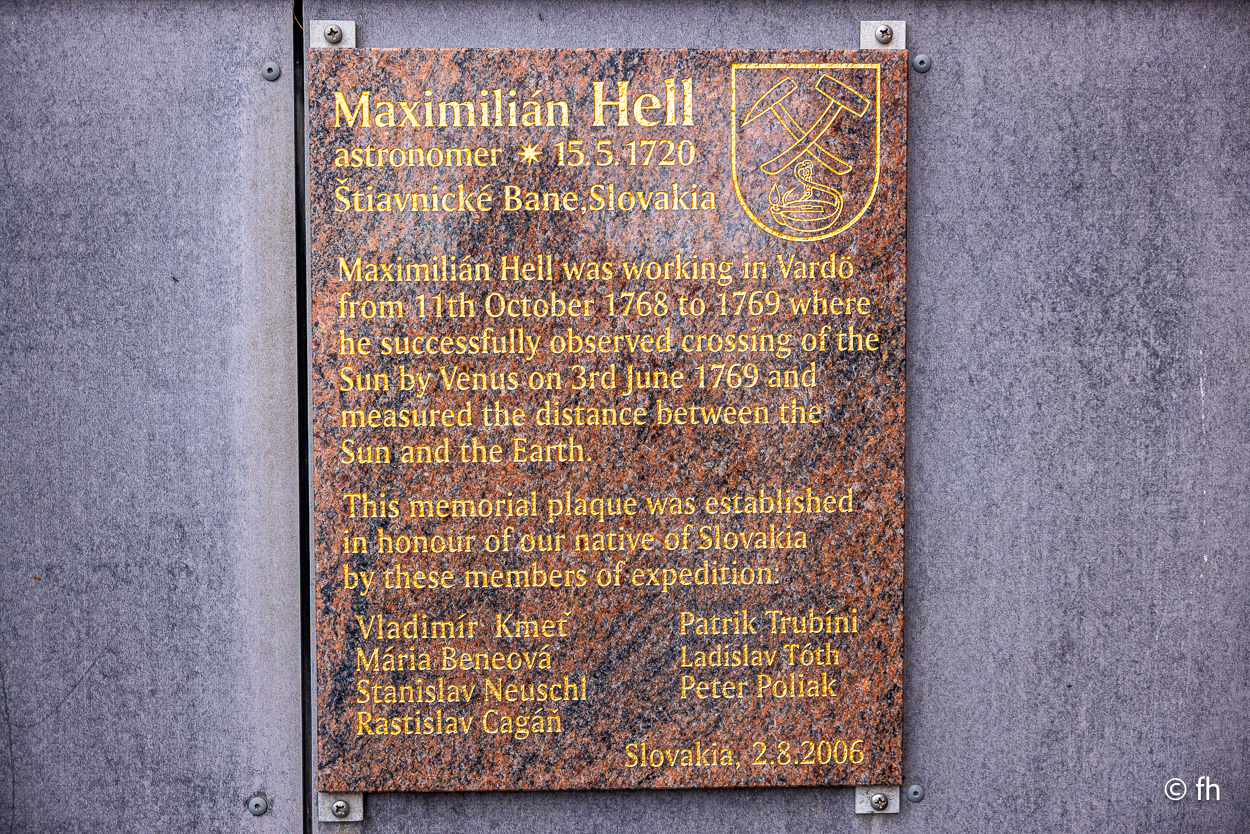 Maximilián Hell
astronomer ✷ 15.5.1720
Štiavnické Bane,Slovakia
Maximilián Hell was working in Vardö
from 11th October 1768 to 1769 where
he successfully observed crossing of the
Sun by Venus on 3rd June 1769 and
measured the distance between the
Sun and the Earth.
This memorial plaque was established
in honour of our native of Slovakia
by these members of expedition:
Vladimír Kmeť
Mária Beneová
Stanislav Neuschl
Rastislav Cagáň
Patrik Trubíni
Ladislav Tóth
Peter Poliak
Slovakia, 2.8.2006
© fh